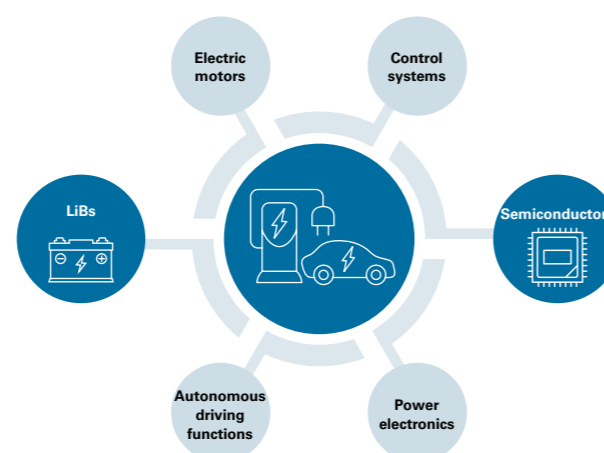 Electric
motors
Control
systems
LiBs
Semiconductor
Autonomous
driving
functions
Power
electronics